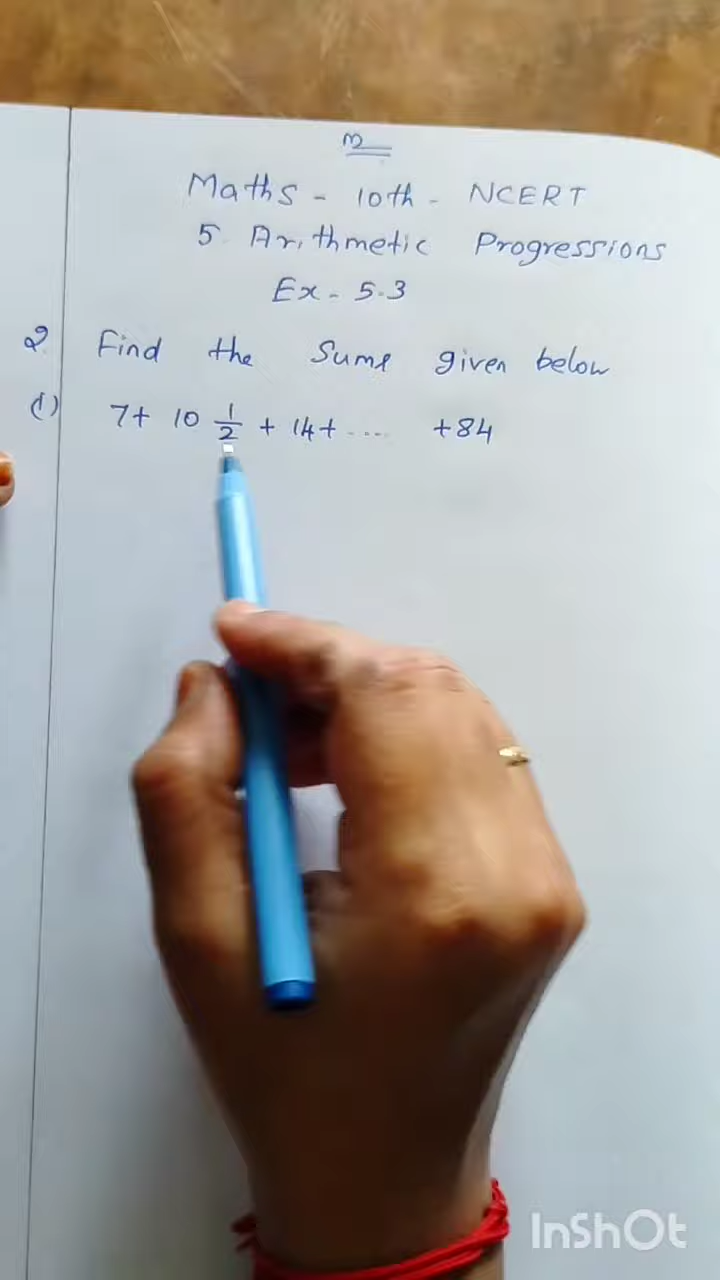 m
Maths - 10th - NCERT
5. Arithmetic Progressions
Ex - 5.3
2. Find the Sums given below
(i) 7+ 10 1/2 + 14+ .... +84
InShOt